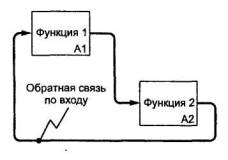 Функция 1
A1
Обратная связь
по входу
Функция 2
A2